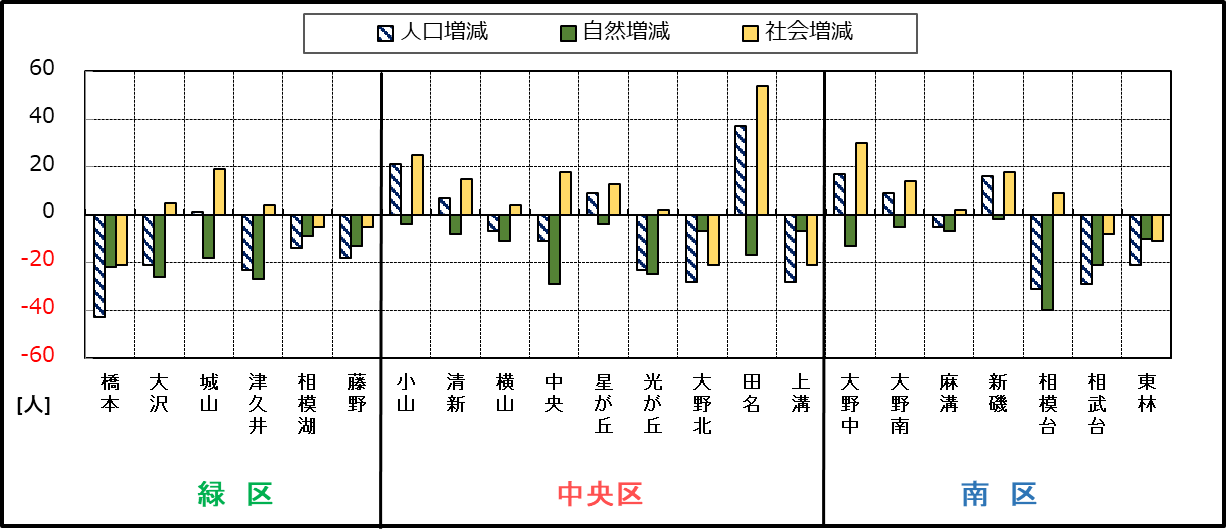 人口増減 自然増減 社会増減
60
40
20
0
-20
-40
-60
[人]
橋本 大沢 城山 津久井 相模湖 藤野 小山 清新 横山 中央 星が丘 光が丘 大野北 田名 上溝 大野中 大野南 麻溝 新磯 相模台 相武台 東林
緑 区 中央区 南 区